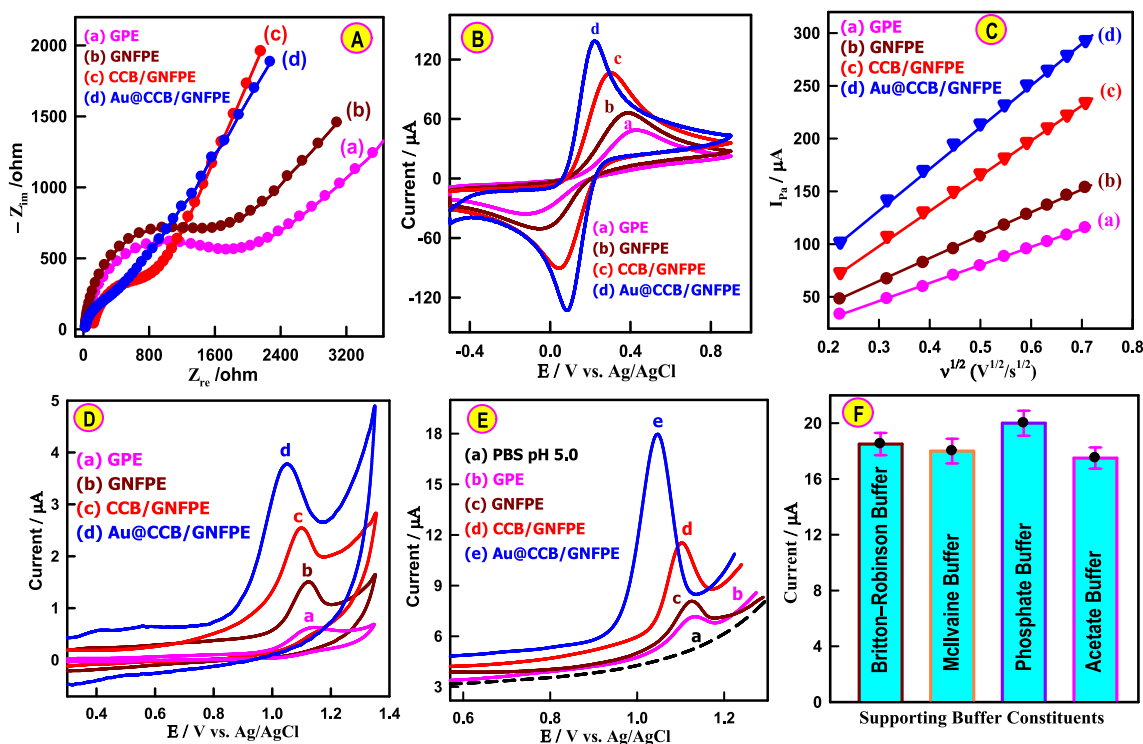 A
(a) GPE
(b) GNFPE
(c) CCB/GNFPE
(d) Au@CCB/GNFPE
(c)
(d)
(b)
(a)
2000
1500
1000
500
0
− Zim /ohm
0 800 1600 2400 3200
Zre /ohm
B
d
c
b
a
120
60
0
-60
-120
Current / µA
(a) GPE
(b) GNFPE
(c) CCB/GNFPE
(d) Au@CCB/GNFPE
-0.4 0.0 0.4 0.8
E / V vs. Ag/AgCl
C
(a) GPE
(b) GNFPE
(c) CCB/GNFPE
(d) Au@CCB/GNFPE
(d)
(c)
(b)
(a)
300
250
200
150
100
50
0
IPa / µA
0.2 0.3 0.4 0.5 0.6 0.7 0.8
ν1/2 (V1/2/s1/2)
D
(a) GPE
(b) GNFPE
(c) CCB/GNFPE
(d) Au@CCB/GNFPE
d
c
b
a
5
4
3
2
1
0
Current / µA
0.4 0.6 0.8 1.0 1.2 1.4
E / V vs. Ag/AgCl
E
(a) PBS pH 5.0
(b) GPE
(c) GNFPE
(d) CCB/GNFPE
(e) Au@CCB/GNFPE
e
d
c
b
a
18
15
12
9
6
3
Current / µA
0.6 0.8 1.0 1.2
E / V vs. Ag/AgCl
F
20
16
12
8
4
0
Current / µA
Britton–Robinson Buffer
McIlvaine Buffer
Phosphate Buffer
Acetate Buffer
Supporting Buffer Constituents